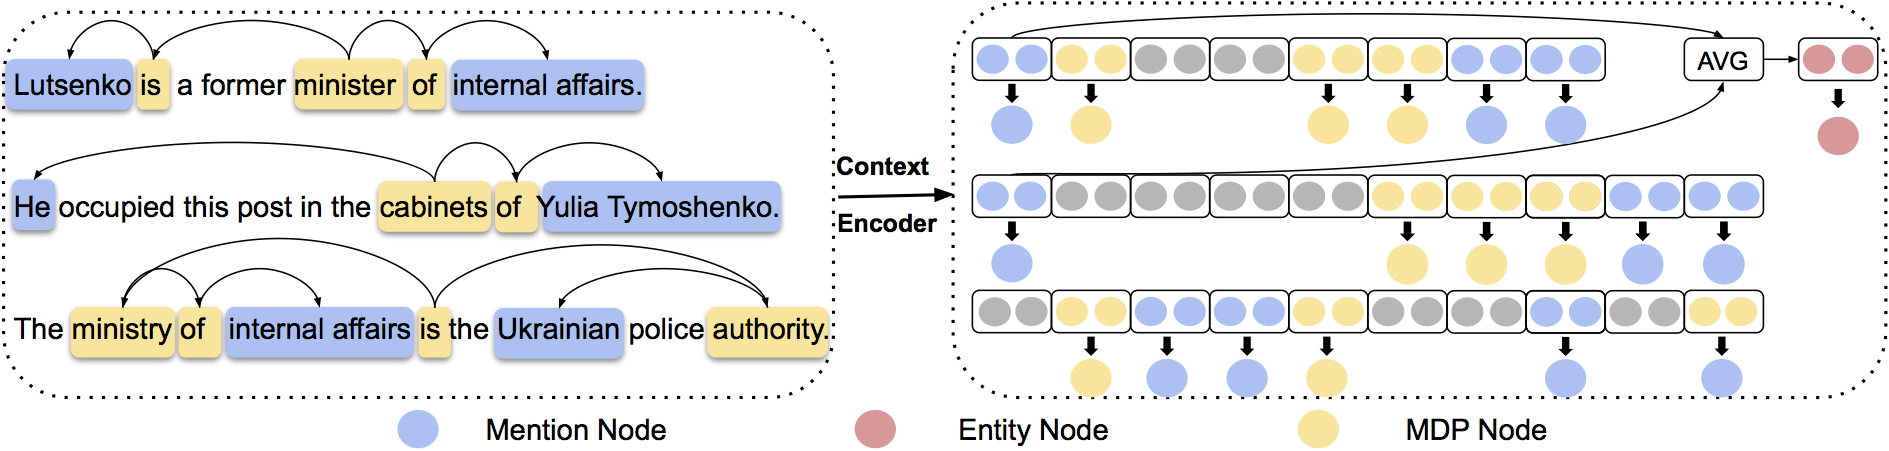 Lutsenko is a former minister of internal affairs.
He occupied this post in the cabinets of Yulia Tymoshenko.
The ministry of internal affairs is the Ukrainian police authority.
Context
Encoder
AVG
Mention Node
Entity Node
MDP Node